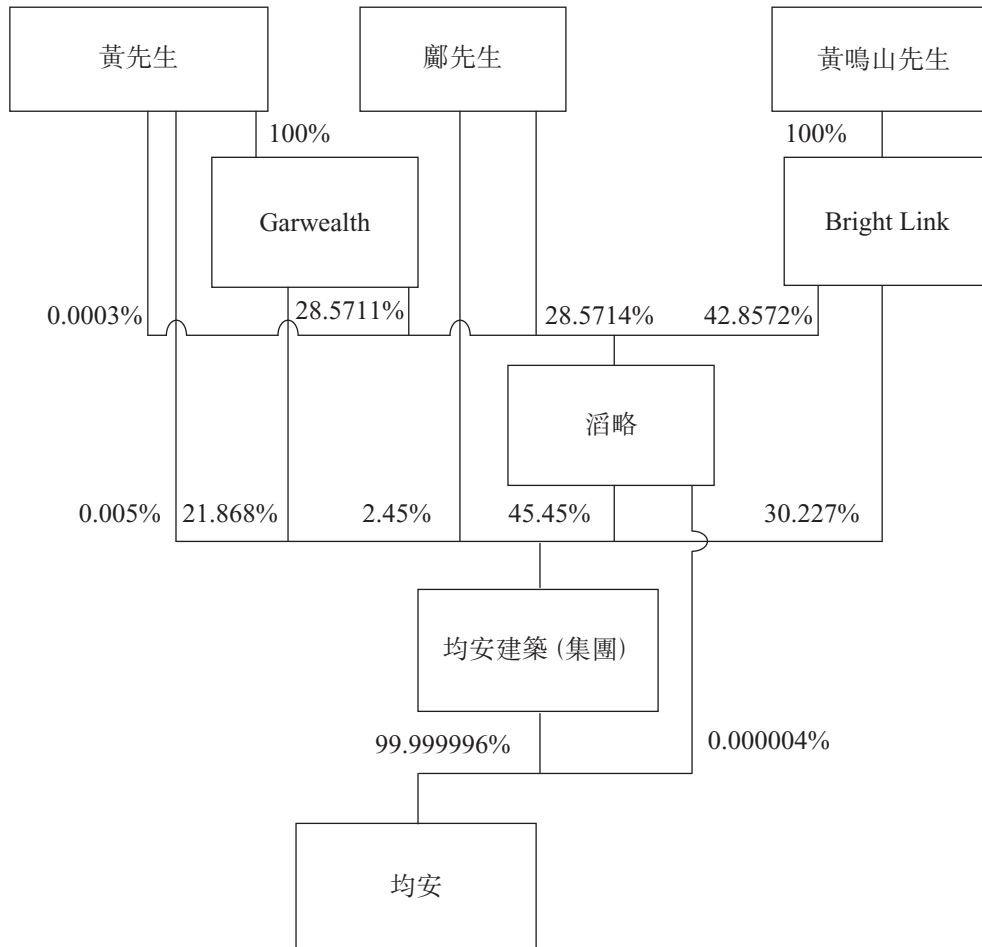 黃先生
鄺先生
黃鳴山先生
100%
100%
Garwealth
Bright Link
0.0003%
28.5711%
28.5714%
42.8572%
滔略
0.005%
21.868%
2.45%
45.45%
30.227%
均安建築 (集團)
99.999996%
0.000004%
均安